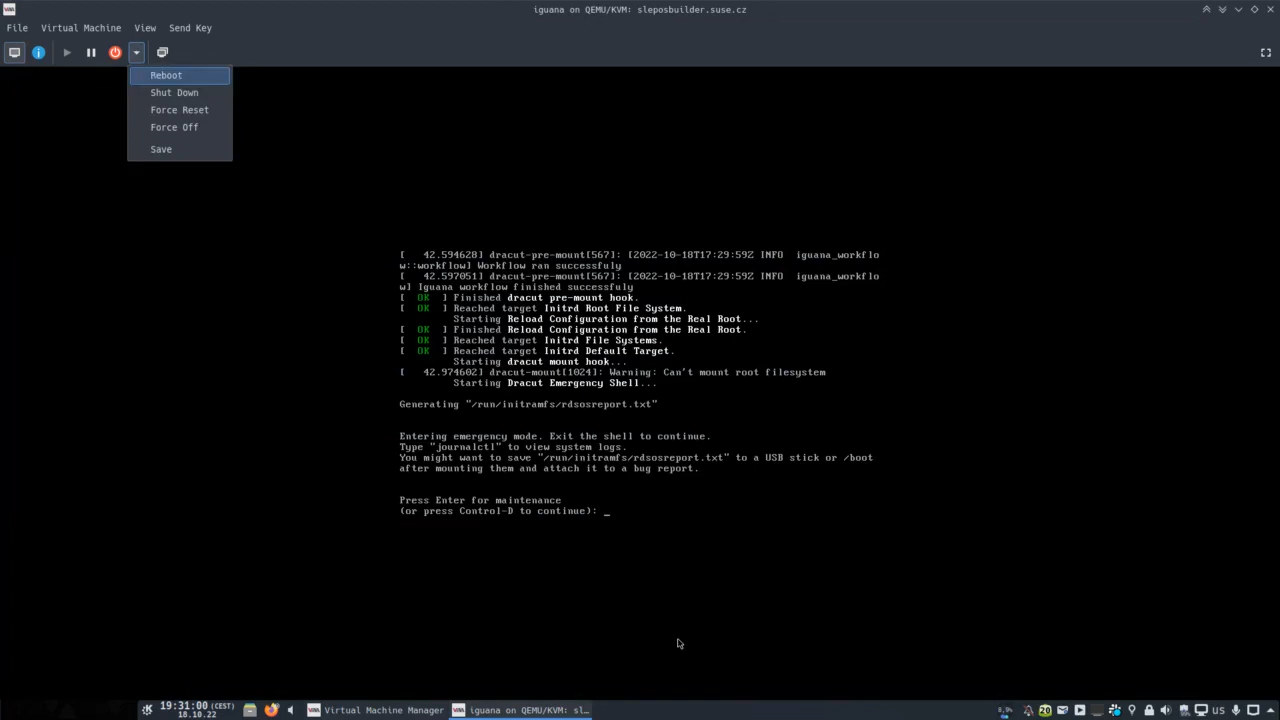 iguana on QEMU/KVM: sleposbuilder.suse.cz
File Virtual Machine View Send Key
Reboot
Shut Down
Force Reset
Force Off
Save
[   42.594628] dracut-pre-mount[567]: [2022-10-18T17:29:59Z INFO  iguana_workflo
w::workflow] Workflow ran successfuly
[   42.597051] dracut-pre-mount[567]: [2022-10-18T17:29:59Z INFO  iguana_workflo
w] Iguana workflow finished successfuly
[  OK  ] Finished dracut pre-mount hook.
[  OK  ] Reached target Initrd Root File System.
Starting Reload Configuration from the Real Root...
[  OK  ] Finished Reload Configuration from the Real Root.
[  OK  ] Reached target Initrd File Systems.
[  OK  ] Reached target Initrd Default Target.
Starting dracut mount hook...
[   42.974602] dracut-mount[1024]: Warning: Can't mount root filesystem
Starting Dracut Emergency Shell...
Generating "/run/initramfs/rdsosreport.txt"
Entering emergency mode. Exit the shell to continue.
Type "journalctl" to view system logs.
You might want to save "/run/initramfs/rdsosreport.txt" to a USB stick or /boot
after mounting them and attach it to a bug report.
Press Enter for maintenance
(or press Control-D to continue): _
19:31:00 (CEST)
18.10.22
Virtual Machine Manager
iguana on QEMU/KVM: sl...
20
US